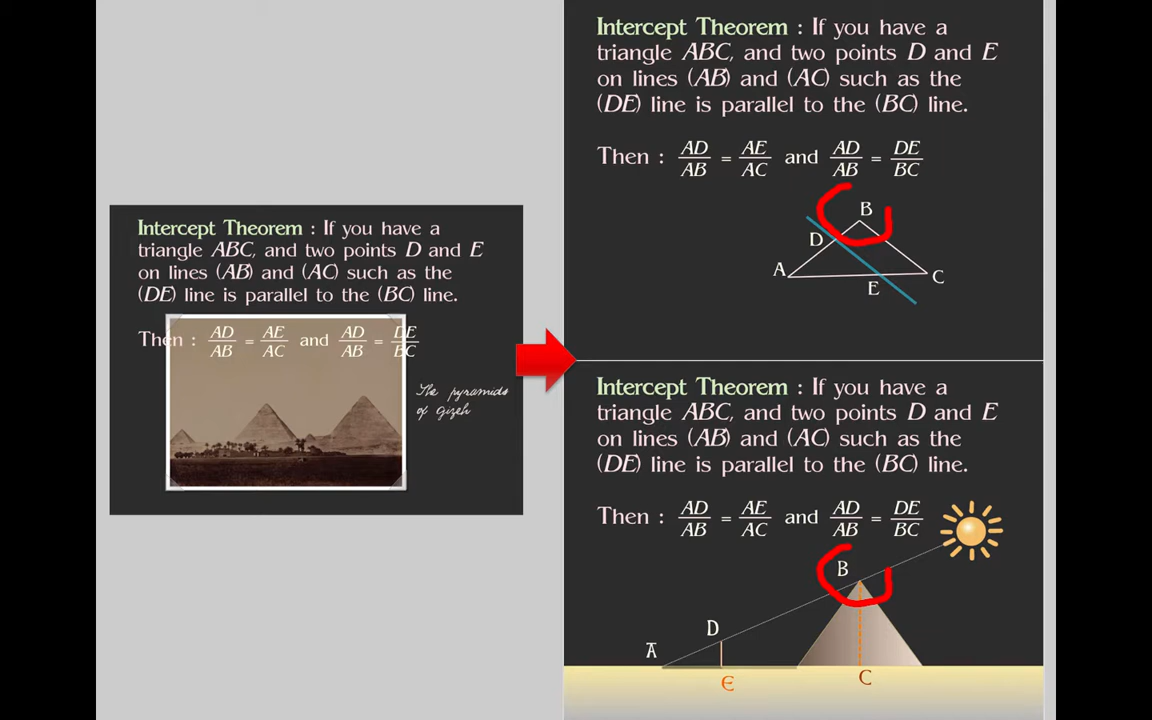 Intercept Theorem : If you have a
triangle ABC, and two points D and E
on lines (AB) and (AC) such as the
(DE) line is parallel to the (BC) line.
Then : AD/AB = AE/AC and AD/AB = DE/BC
The pyramids
of Gizeh
Intercept Theorem : If you have a
triangle ABC, and two points D and E
on lines (AB) and (AC) such as the
(DE) line is parallel to the (BC) line.
Then : AD/AB = AE/AC and AD/AB = DE/BC
B
D
A
C
E
Intercept Theorem : If you have a
triangle ABC, and two points D and E
on lines (AB) and (AC) such as the
(DE) line is parallel to the (BC) line.
Then : AD/AB = AE/AC and AD/AB = DE/BC
B
D
A
E
C